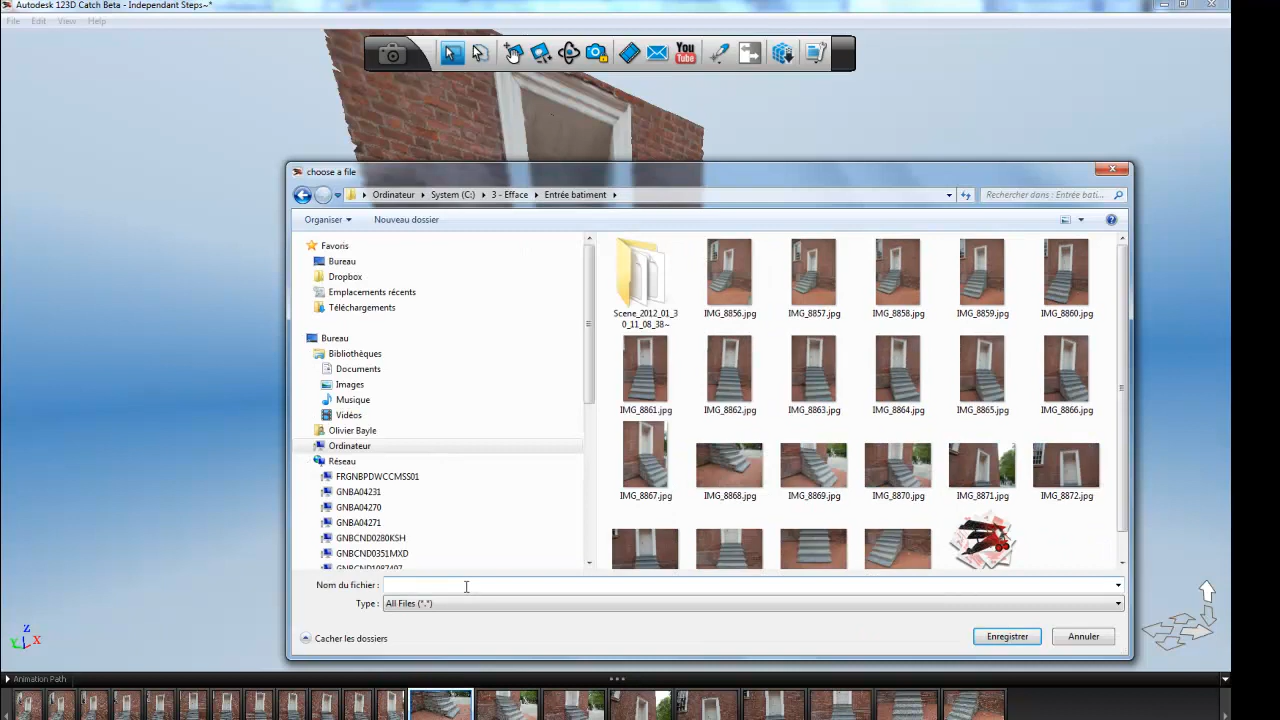 Autodesk 123D Catch Beta - Independant Steps~*
File Edit View Help
You
Tube
choose a file
Ordinateur System (C:) 3 - Efface Entrée batiment
Rechercher dans : Entrée bati...
Organiser Nouveau dossier
Favoris
Bureau
Dropbox
Emplacements récents
Téléchargements
Bureau
Bibliothèques
Documents
Images
Musique
Vidéos
Olivier Bayle
Ordinateur
Réseau
FRGNBPDWCCMSS01
GNBA04231
GNBA04270
GNBA04271
GNBCND0280KSH
GNBCND0351MXD
GNBCND1087497
Scene_2012_01_3
0_11_08_38~
IMG_8856.jpg IMG_8857.jpg IMG_8858.jpg IMG_8859.jpg IMG_8860.jpg
IMG_8861.jpg IMG_8862.jpg IMG_8863.jpg IMG_8864.jpg IMG_8865.jpg IMG_8866.jpg
IMG_8867.jpg IMG_8868.jpg IMG_8869.jpg IMG_8870.jpg IMG_8871.jpg IMG_8872.jpg
Nom du fichier :
Type : All Files (*.*)
Cacher les dossiers
Enregistrer Annuler
Z
Y X
Animation Path